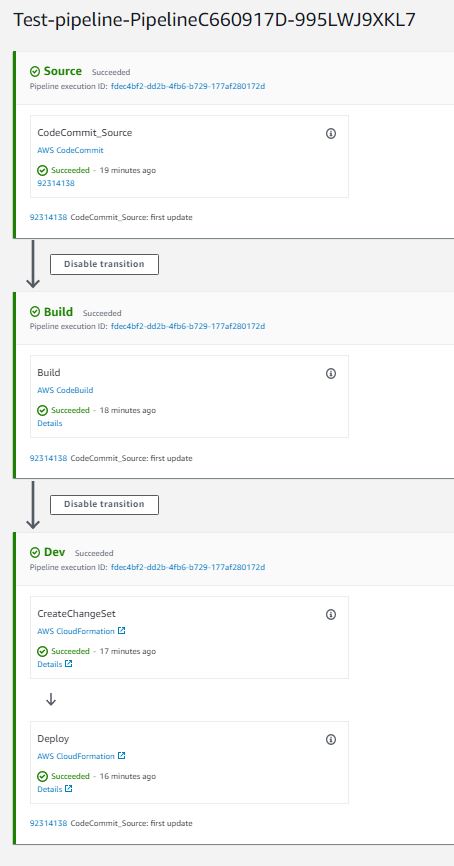 Test-pipeline-PipelineC660917D-995LWJ9XKL7
Source Succeeded
Pipeline execution ID: fdec4bf2-dd2b-4fb6-b729-177af280172d
CodeCommit_Source
AWS CodeCommit
Succeeded - 19 minutes ago
92314138
92314138 CodeCommit_Source: first update
Disable transition
Build Succeeded
Pipeline execution ID: fdec4bf2-dd2b-4fb6-b729-177af280172d
Build
AWS CodeBuild
Succeeded - 18 minutes ago
Details
92314138 CodeCommit_Source: first update
Disable transition
Dev Succeeded
Pipeline execution ID: fdec4bf2-dd2b-4fb6-b729-177af280172d
CreateChangeSet
AWS CloudFormation
Succeeded - 17 minutes ago
Details
Deploy
AWS CloudFormation
Succeeded - 16 minutes ago
Details
92314138 CodeCommit_Source: first update